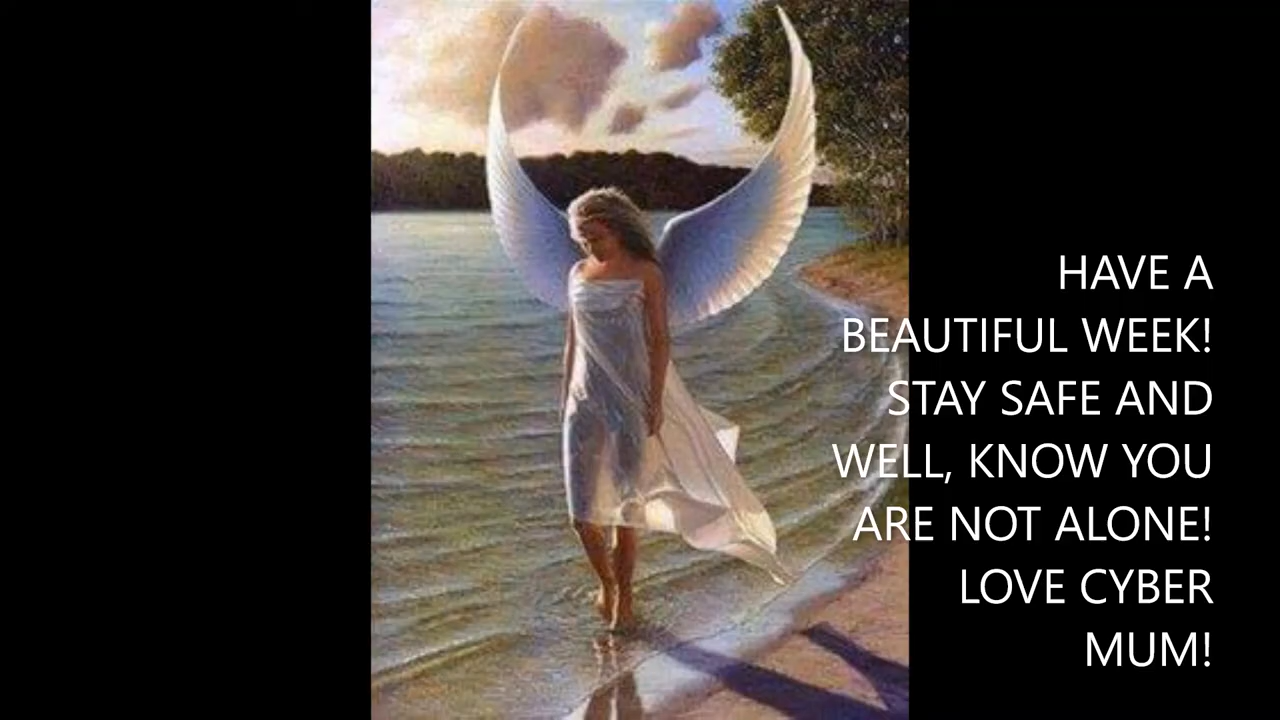 HAVE A
BEAUTIFUL WEEK!
STAY SAFE AND
WELL, KNOW YOU
ARE NOT ALONE!
LOVE CYBER
MUM!